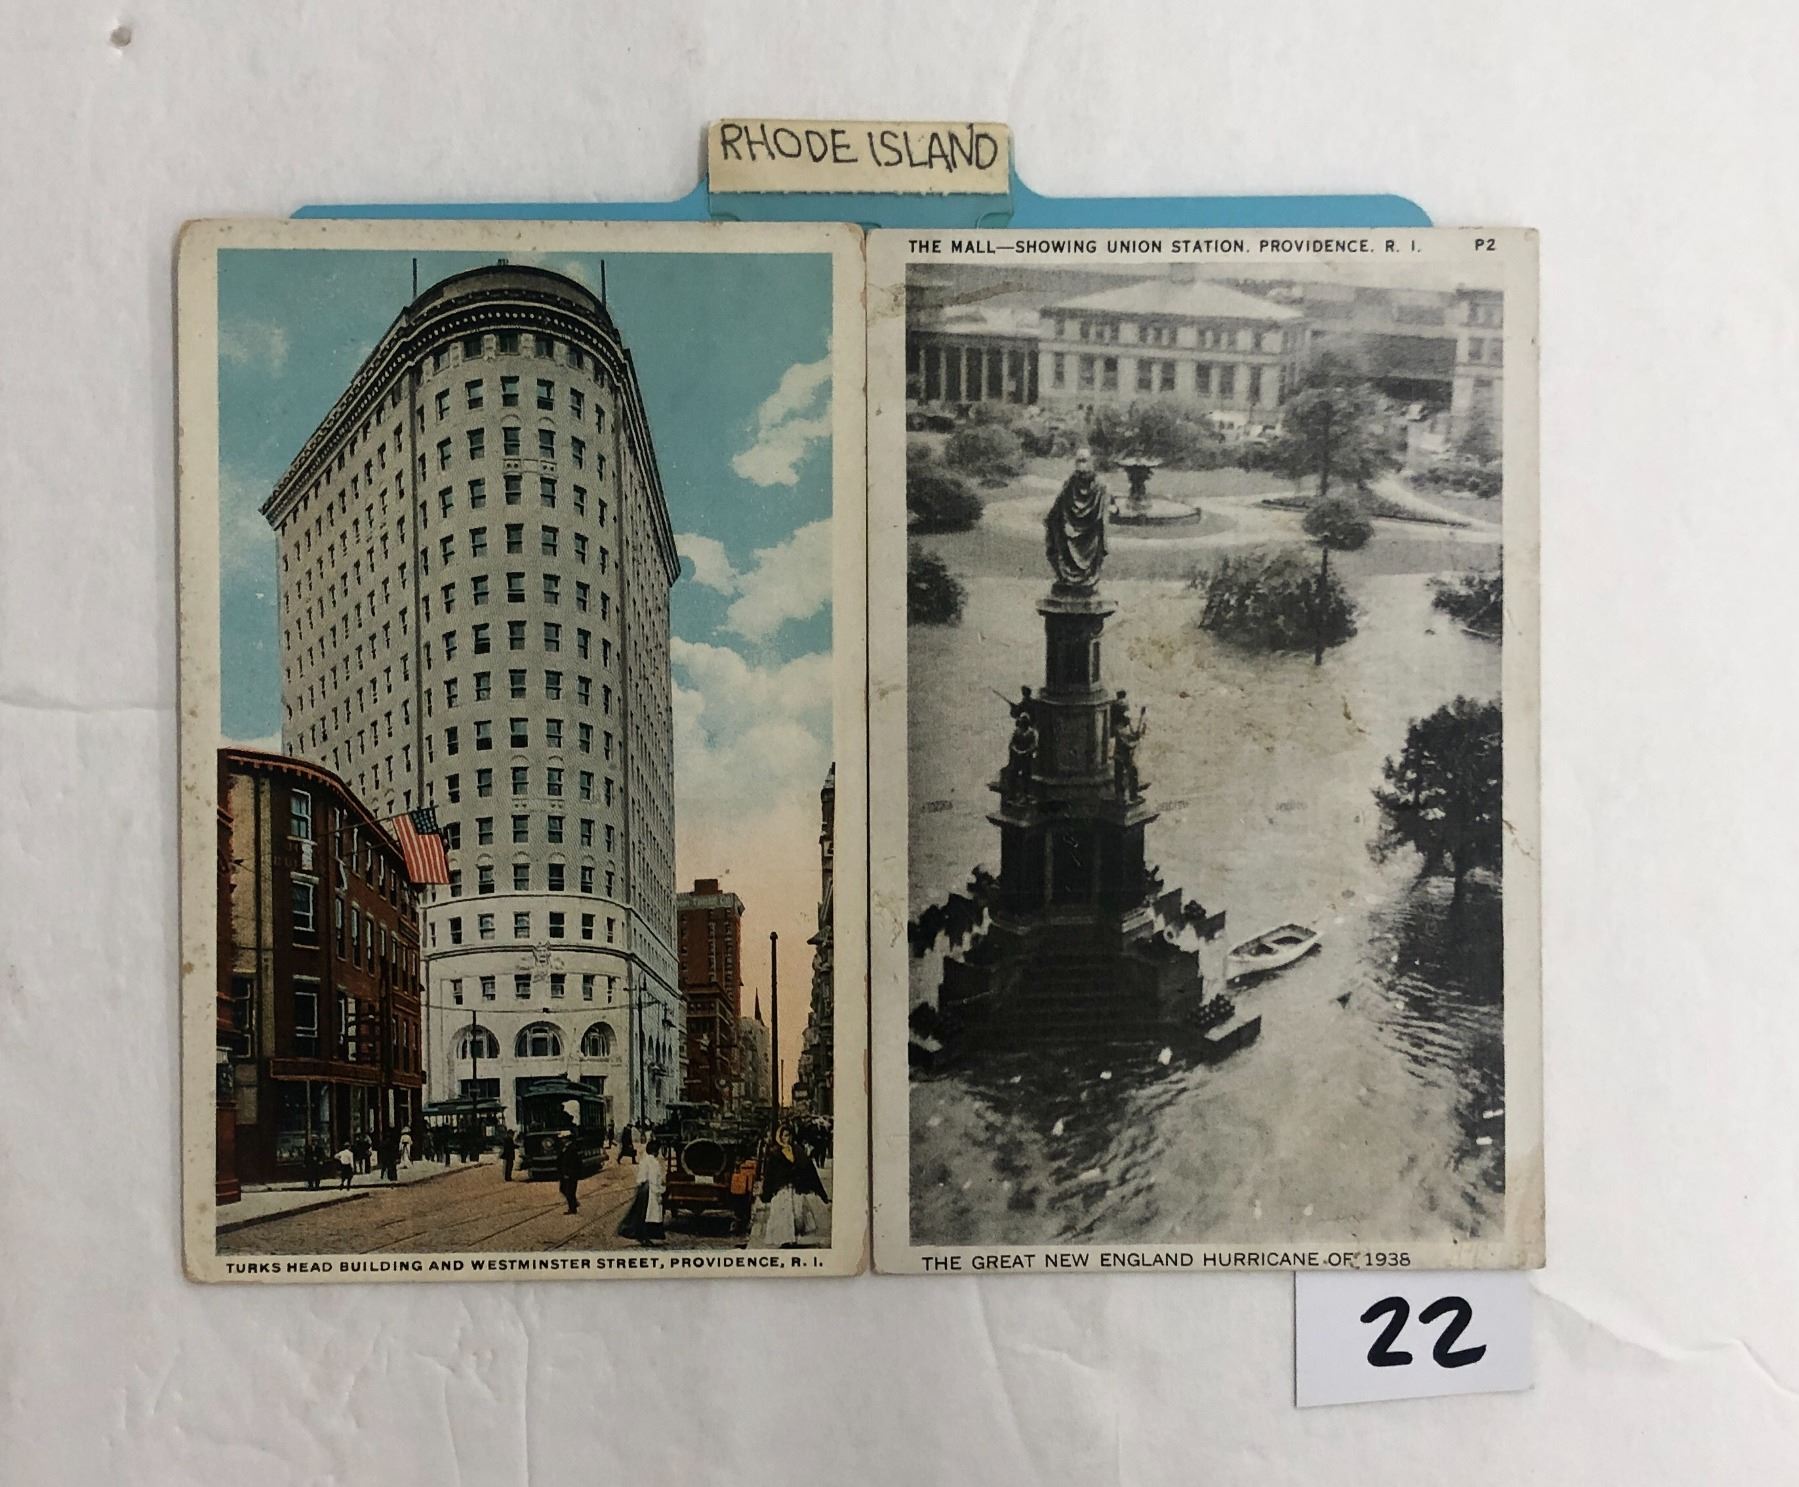 RHODE ISLAND
THE MALL—SHOWING UNION STATION. PROVIDENCE. R. I. P2
TURKS HEAD BUILDING AND WESTMINSTER STREET, PROVIDENCE, R. I.
THE GREAT NEW ENGLAND HURRICANE OF 1938
22